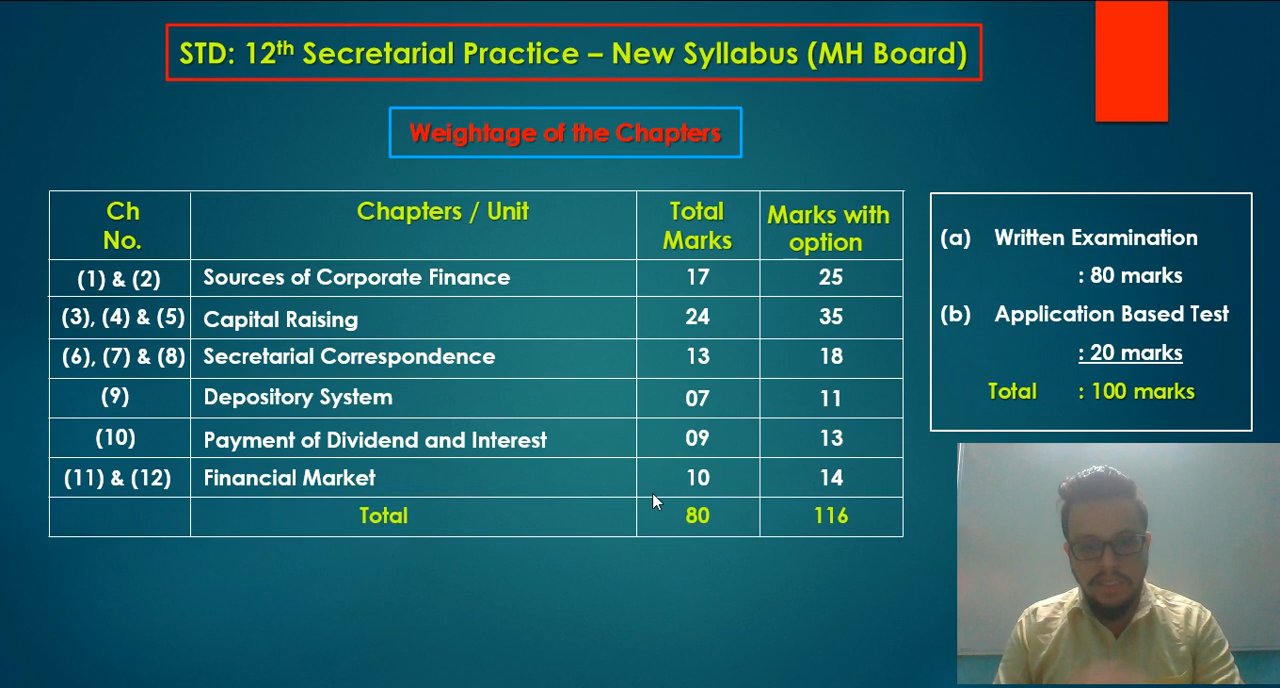 STD: 12th Secretarial Practice – New Syllabus (MH Board)
Weightage of the Chapters
Ch No. Chapters / Unit Total Marks Marks with option
(1) & (2) Sources of Corporate Finance 17 25
(3), (4) & (5) Capital Raising 24 35
(6), (7) & (8) Secretarial Correspondence 13 18
(9) Depository System 07 11
(10) Payment of Dividend and Interest 09 13
(11) & (12) Financial Market 10 14
Total 80 116
(a) Written Examination
: 80 marks
(b) Application Based Test
: 20 marks
Total : 100 marks